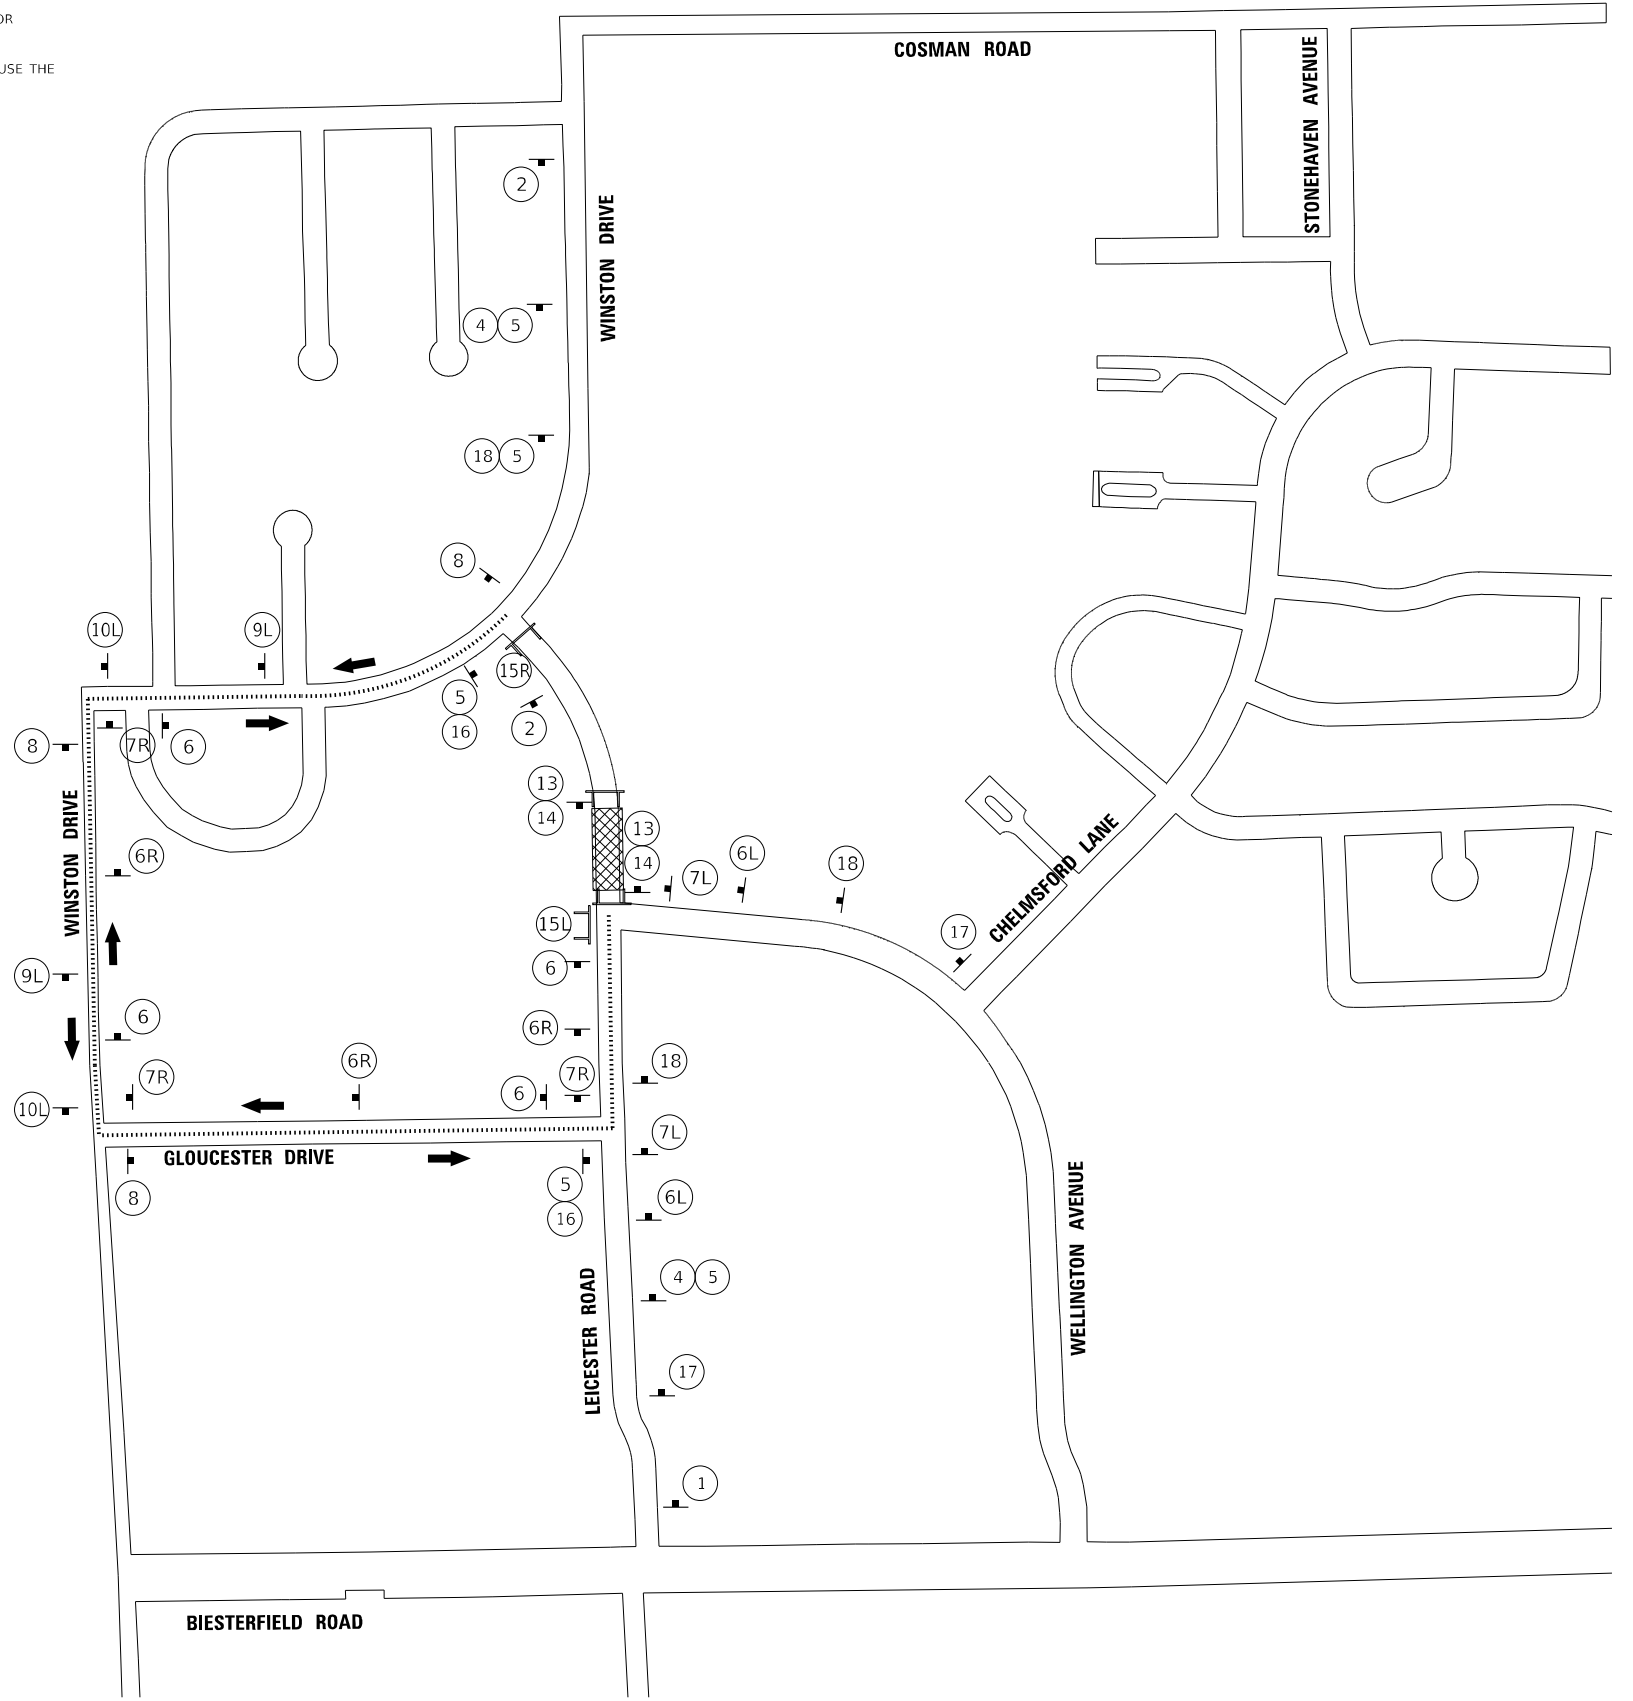 OR
USE THE
COSMAN ROAD
STONEHAVEN AVENUE
2
WINSTON DRIVE
4 5
18 5
8
10L
9L
15R
5
16
2
7R
6
8
13
14
13
14
WINSTON DRIVE
6R
7L
6L
18
CHELMSFORD LANE
15L
17
6
9L
6
6R
6R
18
7R
6
7R
10L
7L
GLOUCESTER DRIVE
8
5
16
6L
WELLINGTON AVENUE
4 5
LEICESTER ROAD
17
1
BIESTERFIELD ROAD